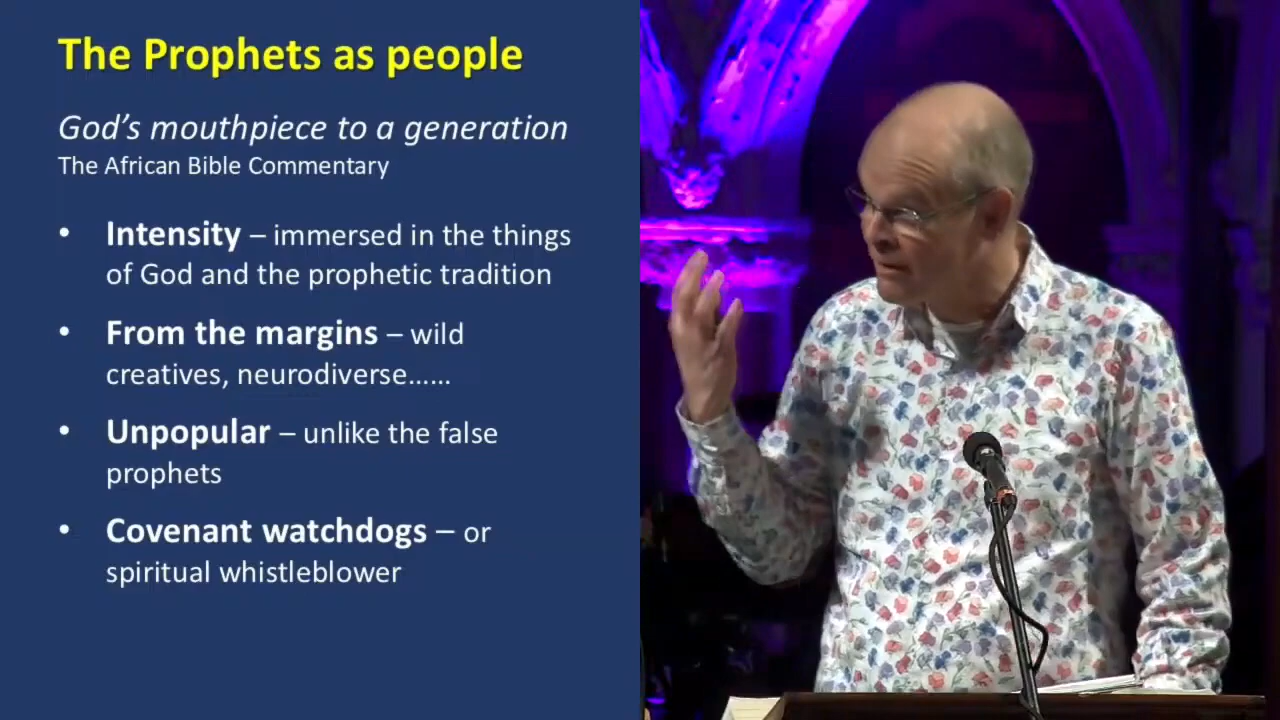 The Prophets as people
God's mouthpiece to a generation
The African Bible Commentary
• Intensity – immersed in the things
of God and the prophetic tradition
• From the margins – wild
creatives, neurodiverse......
• Unpopular – unlike the false
prophets
• Covenant watchdogs – or
spiritual whistleblower